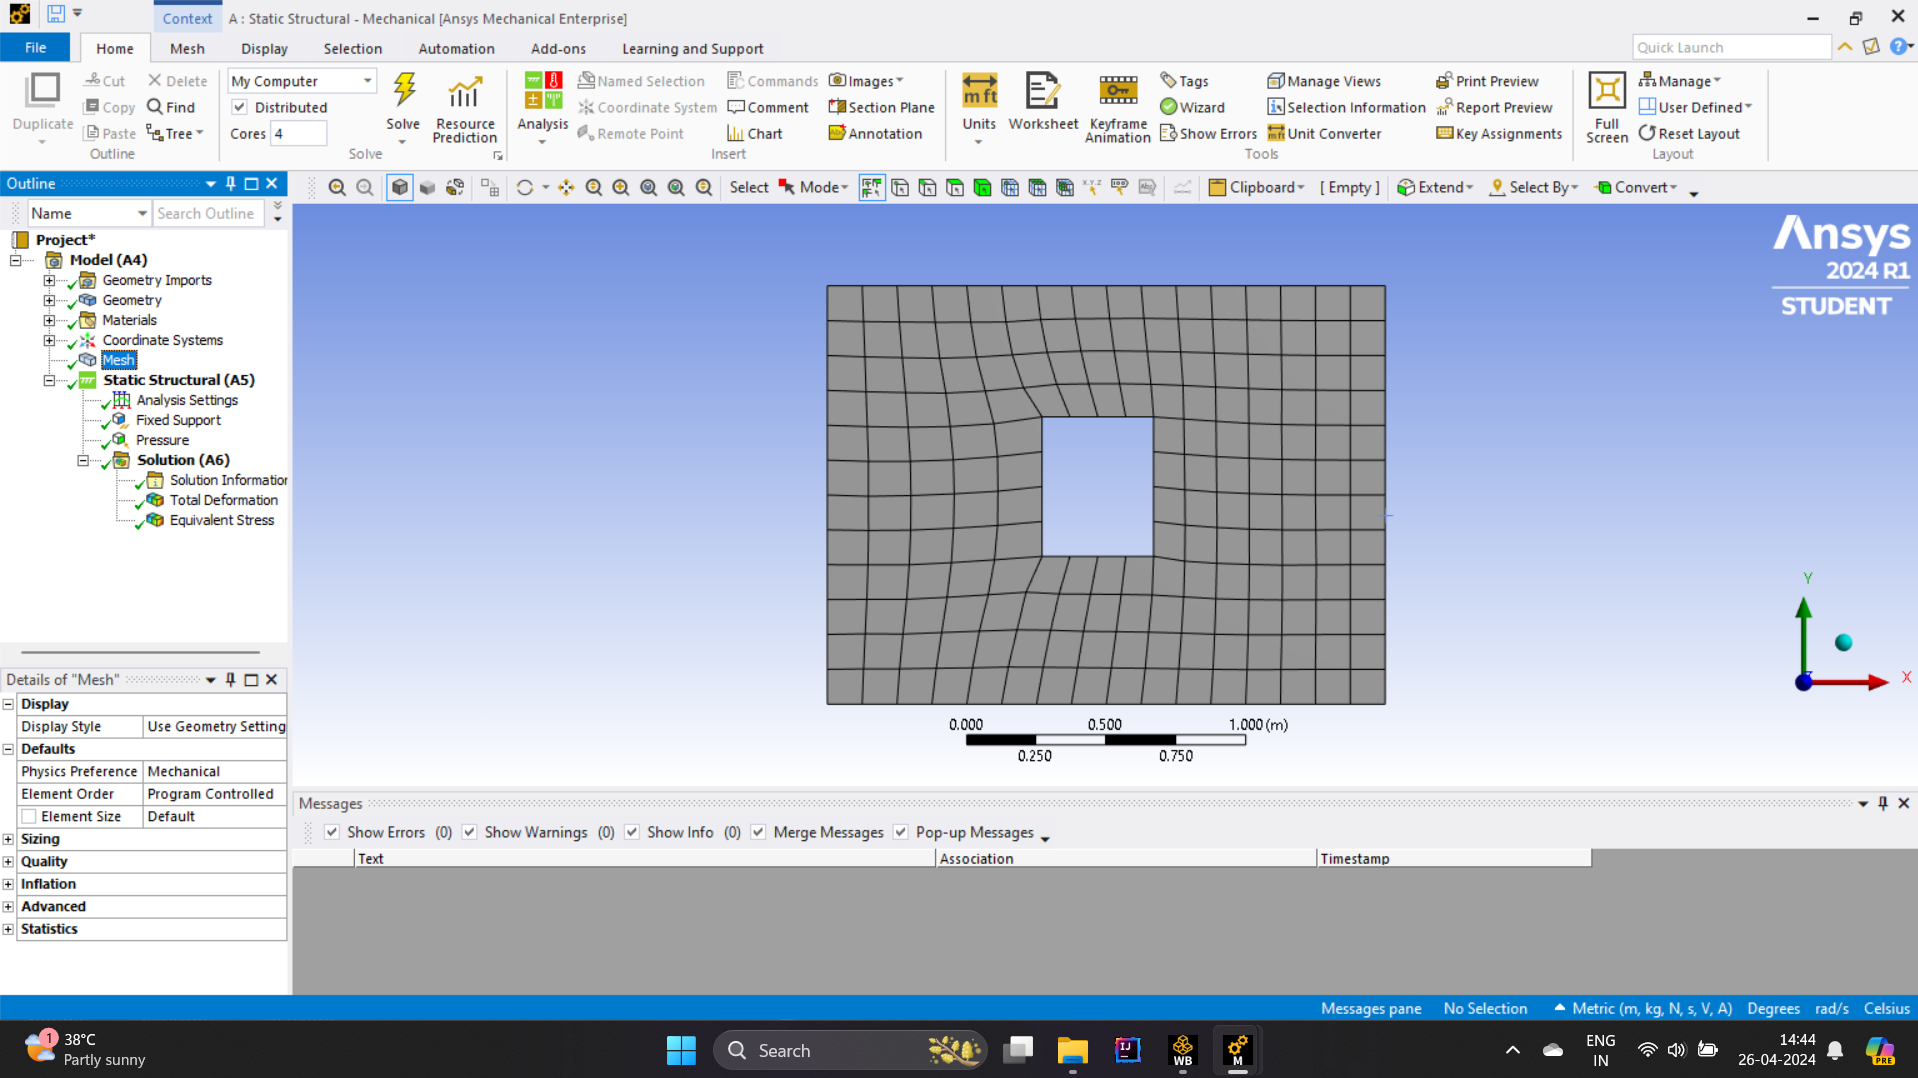 Context
A : Static Structural - Mechanical [Ansys Mechanical Enterprise]
File
Home
Mesh
Display
Selection
Automation
Add-ons
Learning and Support
Quick Launch
Duplicate
Cut
Copy
Paste
Delete
Find
Tree
Outline
My Computer
Distributed
Cores 4
Solve
Resource
Prediction
Solve
Analysis
Named Selection
Coordinate System
Remote Point
Commands
Comment
Chart
Images
Section Plane
Annotation
Insert
Units
Worksheet
Keyframe
Animation
Tags
Wizard
Show Errors
Manage Views
Selection Information
Unit Converter
Print Preview
Report Preview
Key Assignments
Tools
Full
Screen
Manage
User Defined
Reset Layout
Layout
Outline
Name
Search Outline
Select
Mode
Clipboard
[ Empty ]
Extend
Select By
Convert
Project*
Model (A4)
Geometry Imports
Geometry
Materials
Coordinate Systems
Mesh
Static Structural (A5)
Analysis Settings
Fixed Support
Pressure
Solution (A6)
Solution Information
Total Deformation
Equivalent Stress
Ansys
2024 R1
STUDENT
Y
X
Z
0.000
0.500
1.000 (m)
0.250
0.750
Details of "Mesh"
Display
Display Style Use Geometry Setting
Defaults
Physics Preference Mechanical
Element Order Program Controlled
Element Size Default
Sizing
Quality
Inflation
Advanced
Statistics
Messages
Show Errors (0) Show Warnings (0) Show Info (0) Merge Messages Pop-up Messages
Text Association Timestamp
Messages pane No Selection Metric (m, kg, N, s, V, A) Degrees rad/s Celsius
1
38°C
Partly sunny
Search
IJ
WB
M
ENG
IN
14:44
26-04-2024
PRE